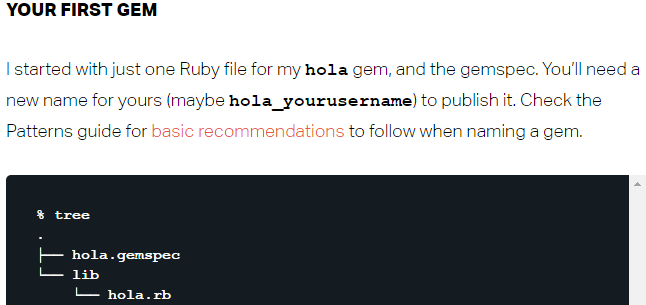 YOUR FIRST GEM
I started with just one Ruby file for my hola gem, and the gemspec. You’ll need a
new name for yours (maybe hola_yourusername) to publish it. Check the
Patterns guide for basic recommendations to follow when naming a gem.
% tree
.
├── hola.gemspec
└── lib
    └── hola.rb